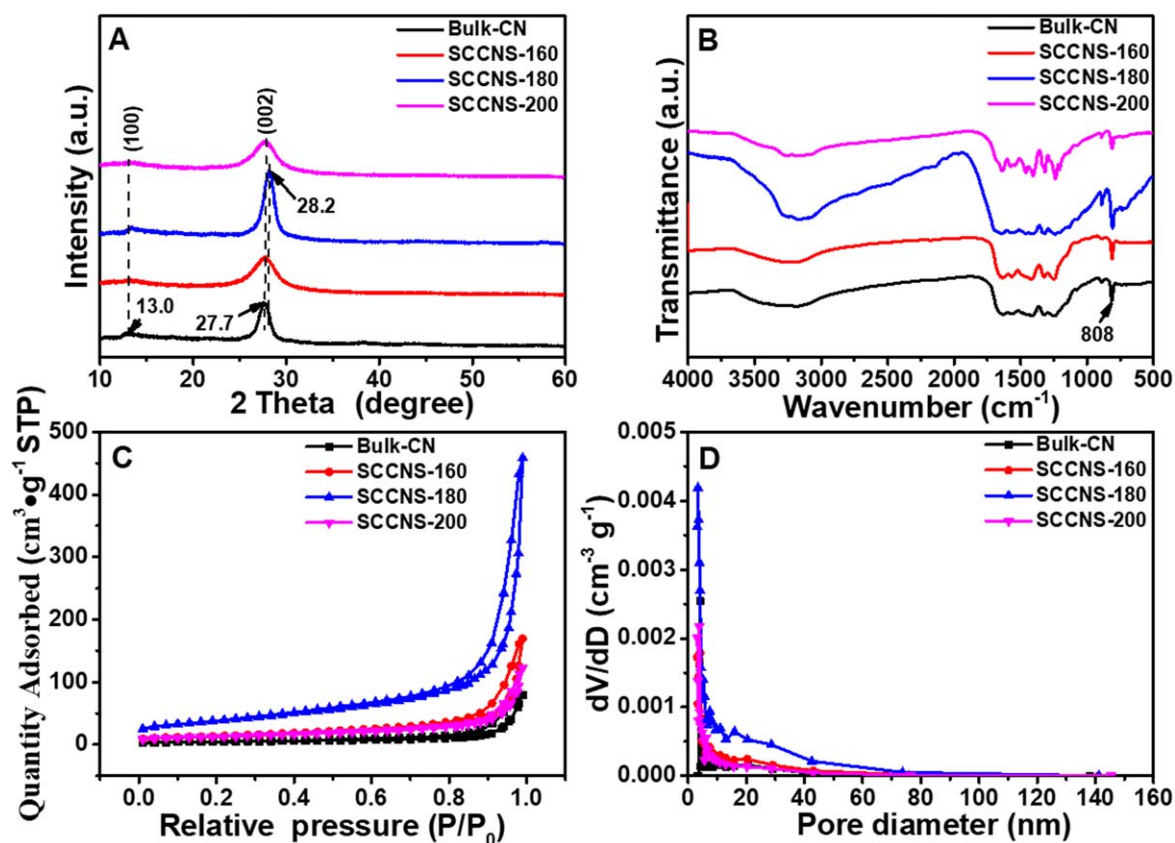 A
Bulk-CN
SCCNS-160
SCCNS-180
SCCNS-200
(100)
(002)
28.2
13.0
27.7
Intensity (a.u.)
10 20 30 40 50 60
2 Theta (degree)
B
Bulk-CN
SCCNS-160
SCCNS-180
SCCNS-200
808
Transmittance (a.u.)
4000 3500 3000 2500 2000 1500 1000 500
Wavenumber (cm⁻¹)
C
Bulk-CN
SCCNS-160
SCCNS-180
SCCNS-200
Quantity Adsorbed (cm³•g⁻¹ STP)
500
400
300
200
100
0
0.0 0.2 0.4 0.6 0.8 1.0
Relative pressure (P/P₀)
D
Bulk-CN
SCCNS-160
SCCNS-180
SCCNS-200
dV/dD (cm⁻³ g⁻¹)
0.005
0.004
0.003
0.002
0.001
0.000
0 20 40 60 80 100 120 140 160
Pore diameter (nm)